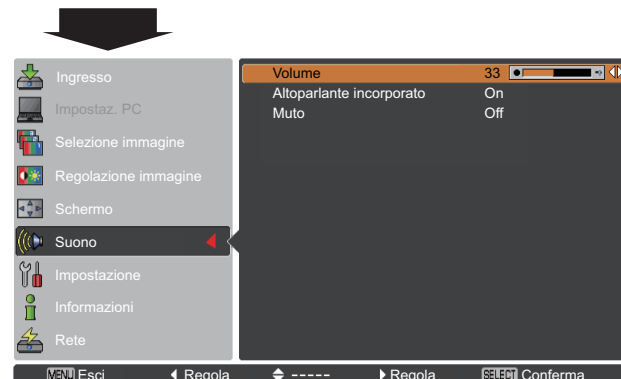 Ingresso
Impostaz. PC
Selezione immagine
Regolazione immagine
Schermo
Suono
Impostazione
Informazioni
Rete
Volume 33
Altoparlante incorporato On
Muto Off
MENU Esci Regola ----- Regola SELECT Conferma